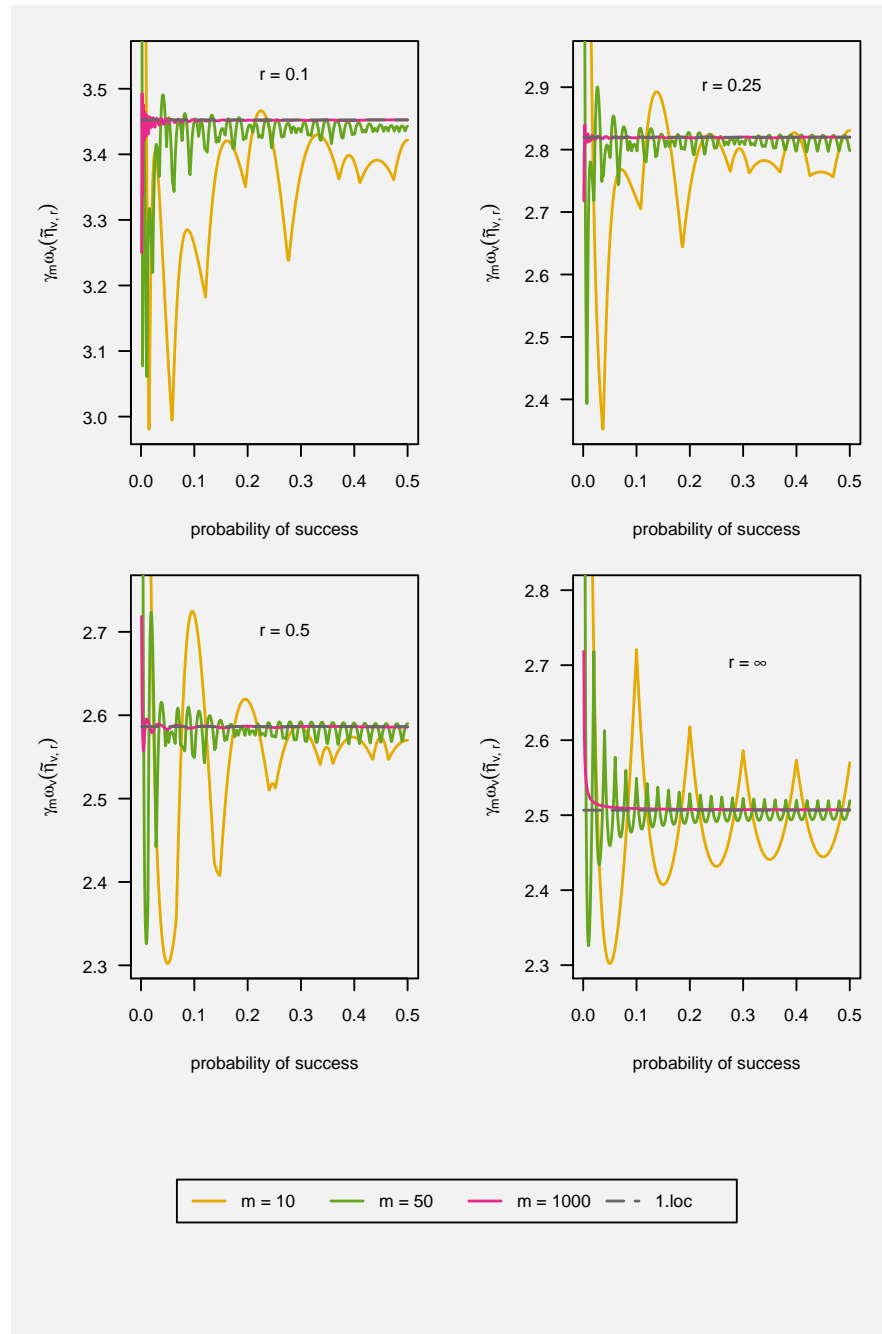 r = 0.1
3.5
3.4
3.3
3.2
3.1
3.0
γmωv(η̃v, r)
0.0 0.1 0.2 0.3 0.4 0.5
probability of success
r = 0.25
2.9
2.8
2.7
2.6
2.5
2.4
γmωv(η̃v, r)
0.0 0.1 0.2 0.3 0.4 0.5
probability of success
r = 0.5
2.7
2.6
2.5
2.4
2.3
γmωv(η̃v, r)
0.0 0.1 0.2 0.3 0.4 0.5
probability of success
r = ∞
2.8
2.7
2.6
2.5
2.4
2.3
γmωv(η̃v, r)
0.0 0.1 0.2 0.3 0.4 0.5
probability of success
m = 10 m = 50 m = 1000 1.loc